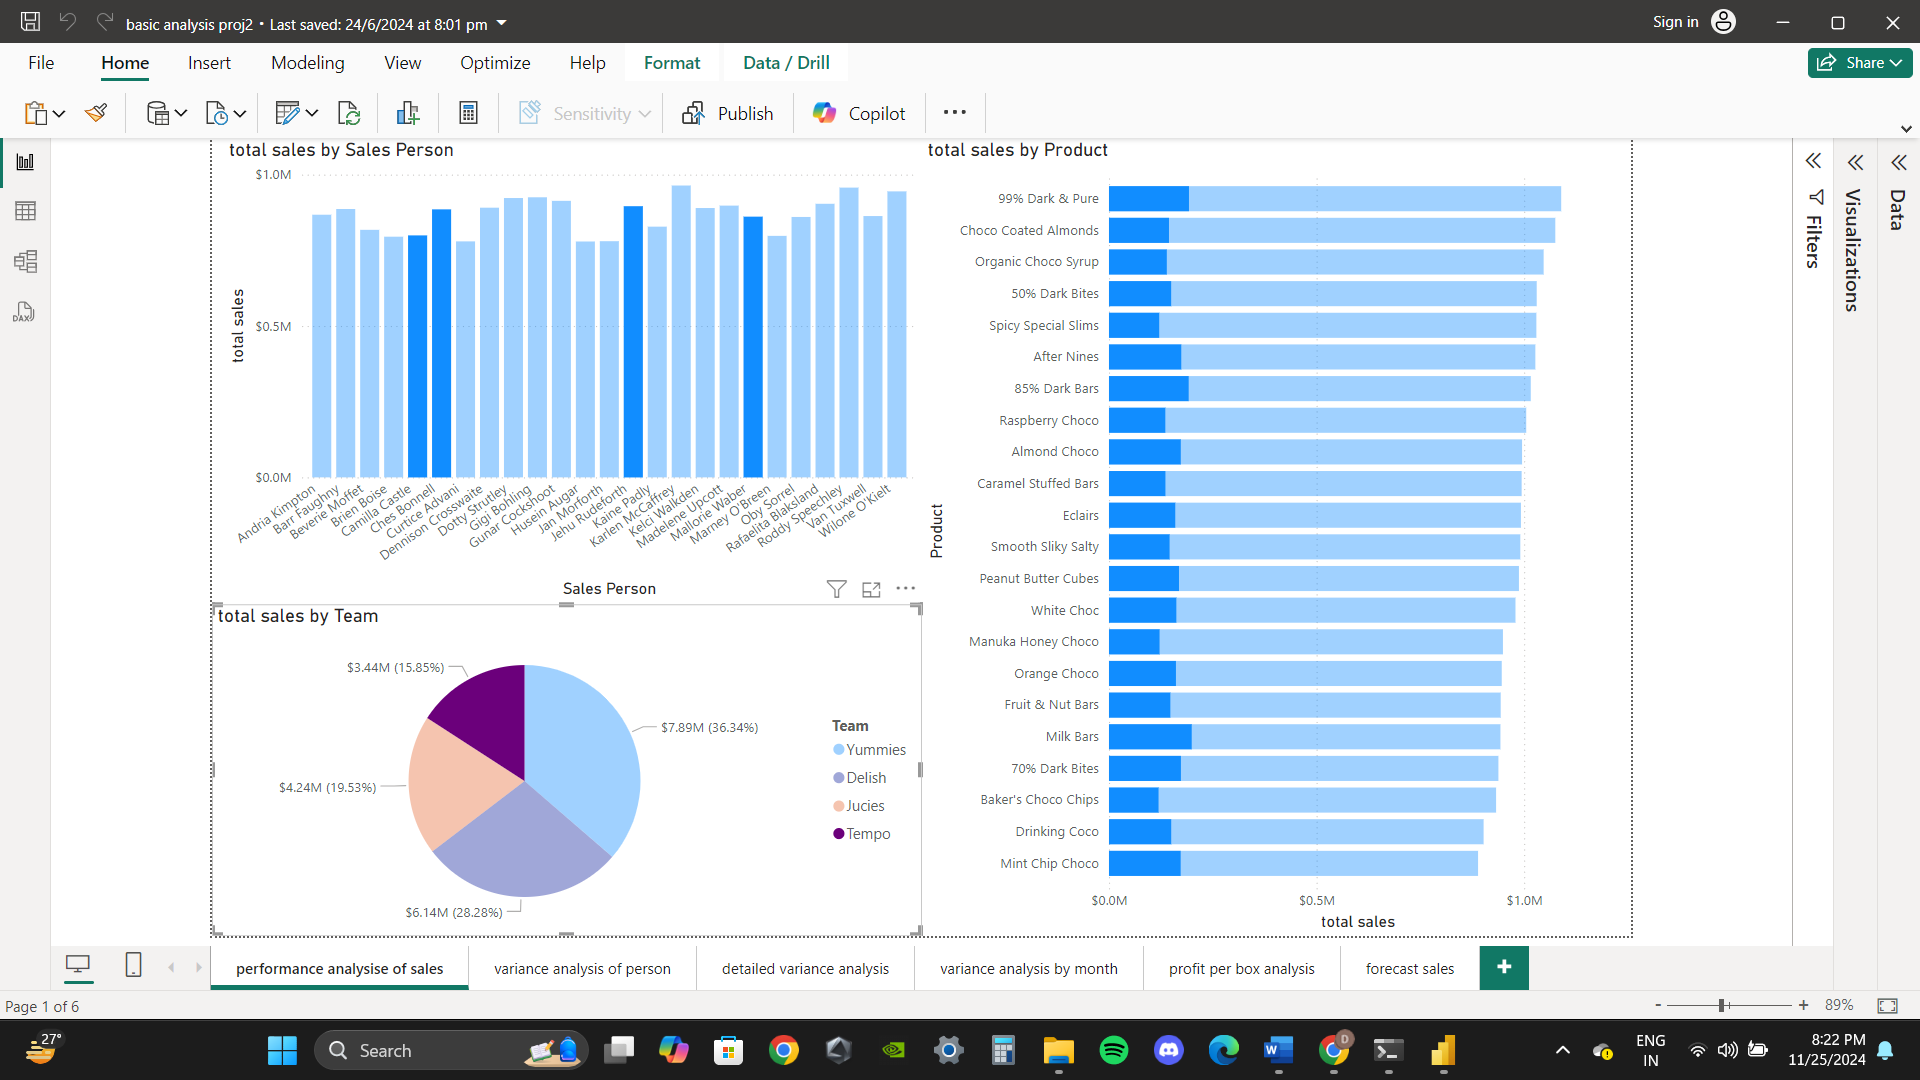 basic analysis proj2 • Last saved: 24/6/2024 at 8:01 pm
Sign in
File Home Insert Modeling View Optimize Help Format Data / Drill
Share
Sensitivity Publish Copilot
total sales by Sales Person
$1.0M
$0.5M
$0.0M
total sales
Andria Kimpton
Barr Faughny
Beverie Moffet
Brien Boise
Camilla Castle
Ches Bonnell
Curtice Advani
Dennison Crosswaite
Dotty Strutley
Gigi Bohling
Gunar Cockshoot
Husein Augar
Jan Morforth
Jehu Rudeforth
Kaine Padly
Karlen McCaffrey
Kelci Walkden
Madelene Upcott
Mallorie Waber
Marney O'Breen
Oby Sorrel
Rafaelita Blaksland
Roddy Speechley
Van Tuxwell
Wilone O'Kielt
Sales Person
total sales by Team
$3.44M (15.85%)
$7.89M (36.34%)
$4.24M (19.53%)
$6.14M (28.28%)
Team
Yummies
Delish
Jucies
Tempo
total sales by Product
Product
99% Dark & Pure
Choco Coated Almonds
Organic Choco Syrup
50% Dark Bites
Spicy Special Slims
After Nines
85% Dark Bars
Raspberry Choco
Almond Choco
Caramel Stuffed Bars
Eclairs
Smooth Sliky Salty
Peanut Butter Cubes
White Choc
Manuka Honey Choco
Orange Choco
Fruit & Nut Bars
Milk Bars
70% Dark Bites
Baker's Choco Chips
Drinking Coco
Mint Chip Choco
$0.0M $0.5M $1.0M
total sales
Filters
Visualizations
Data
DAX
performance analysise of sales variance analysis of person detailed variance analysis variance analysis by month profit per box analysis forecast sales
Page 1 of 6
- + 89%
27°
Search
W
D
ENG
IN
8:22 PM
11/25/2024